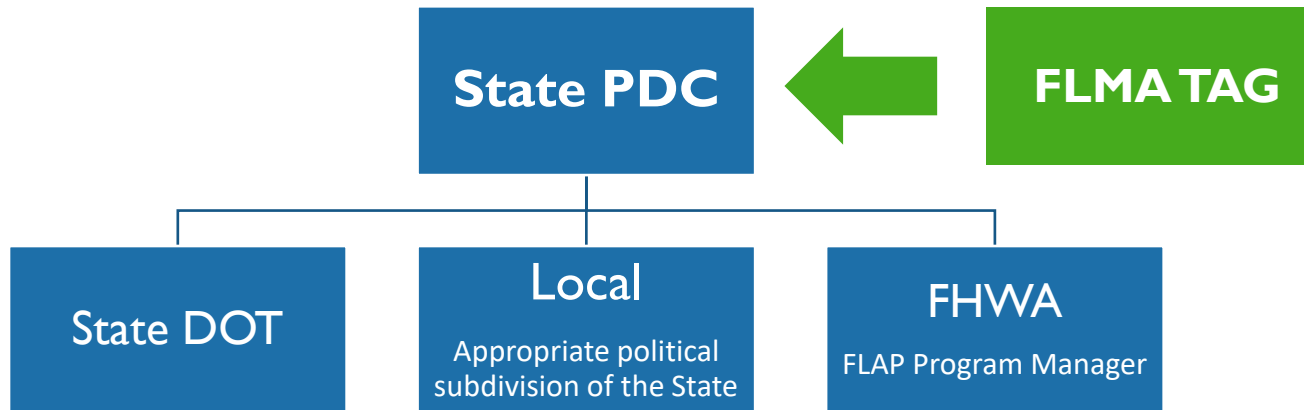 State PDC
FLMA TAG
State DOT
Local
Appropriate political
subdivision of the State
FHWA
FLAP Program Manager